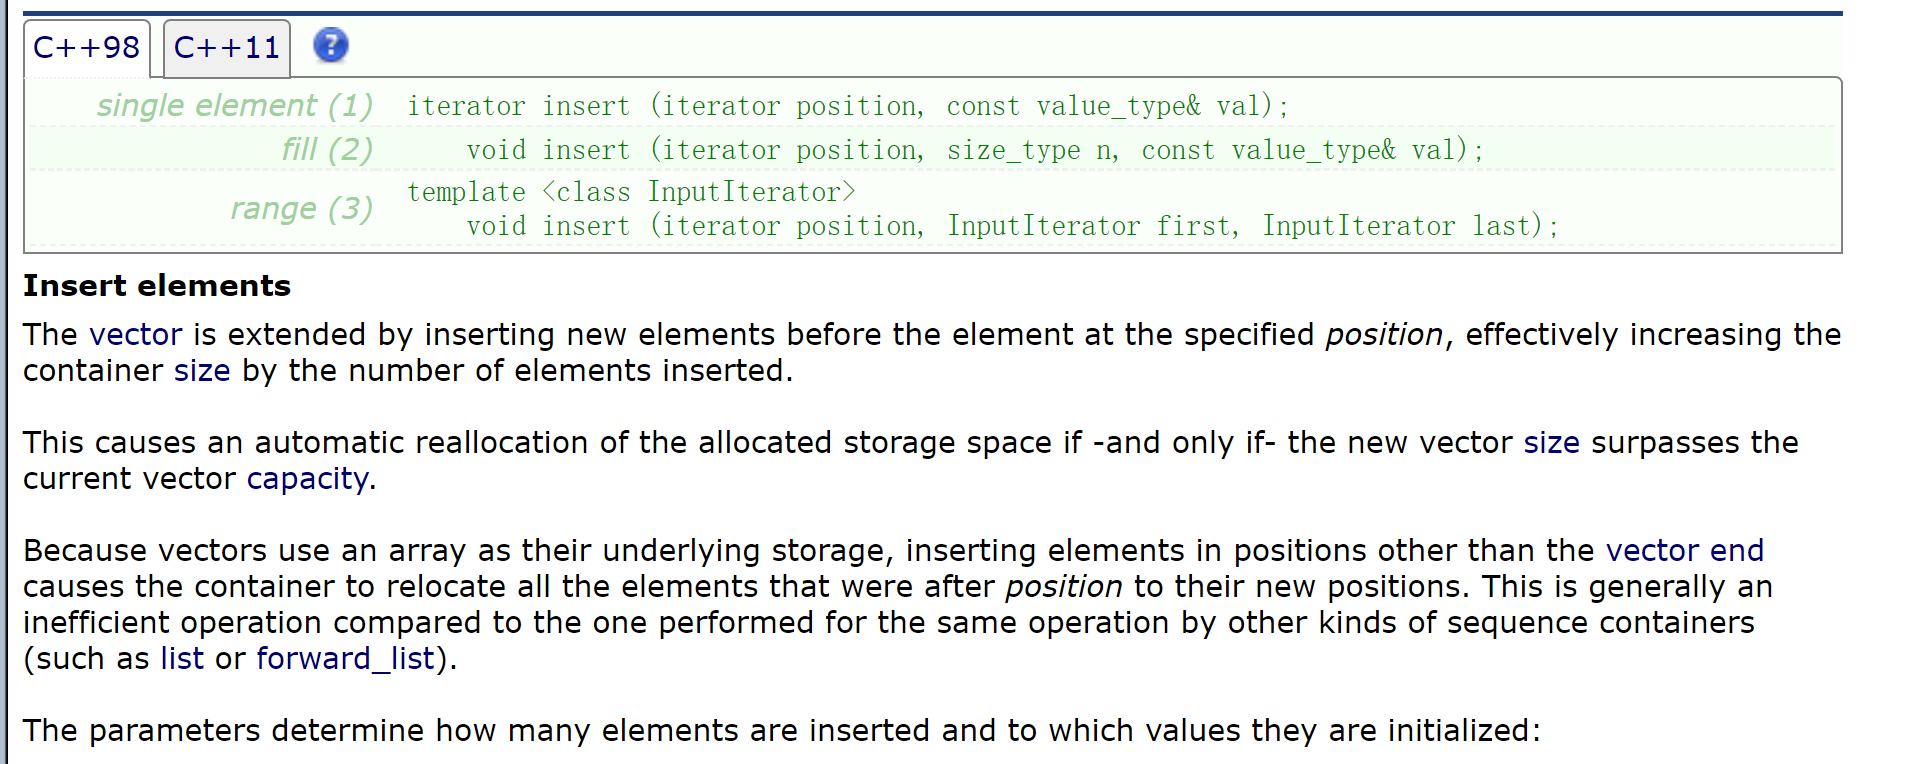 C++98 C++11 ?
single element (1) iterator insert (iterator position, const value_type& val);
fill (2) void insert (iterator position, size_type n, const value_type& val);
range (3) template <class InputIterator>
void insert (iterator position, InputIterator first, InputIterator last);
Insert elements
The vector is extended by inserting new elements before the element at the specified position, effectively increasing the
container size by the number of elements inserted.
This causes an automatic reallocation of the allocated storage space if -and only if- the new vector size surpasses the
current vector capacity.
Because vectors use an array as their underlying storage, inserting elements in positions other than the vector end
causes the container to relocate all the elements that were after position to their new positions. This is generally an
inefficient operation compared to the one performed for the same operation by other kinds of sequence containers
(such as list or forward_list).
The parameters determine how many elements are inserted and to which values they are initialized: